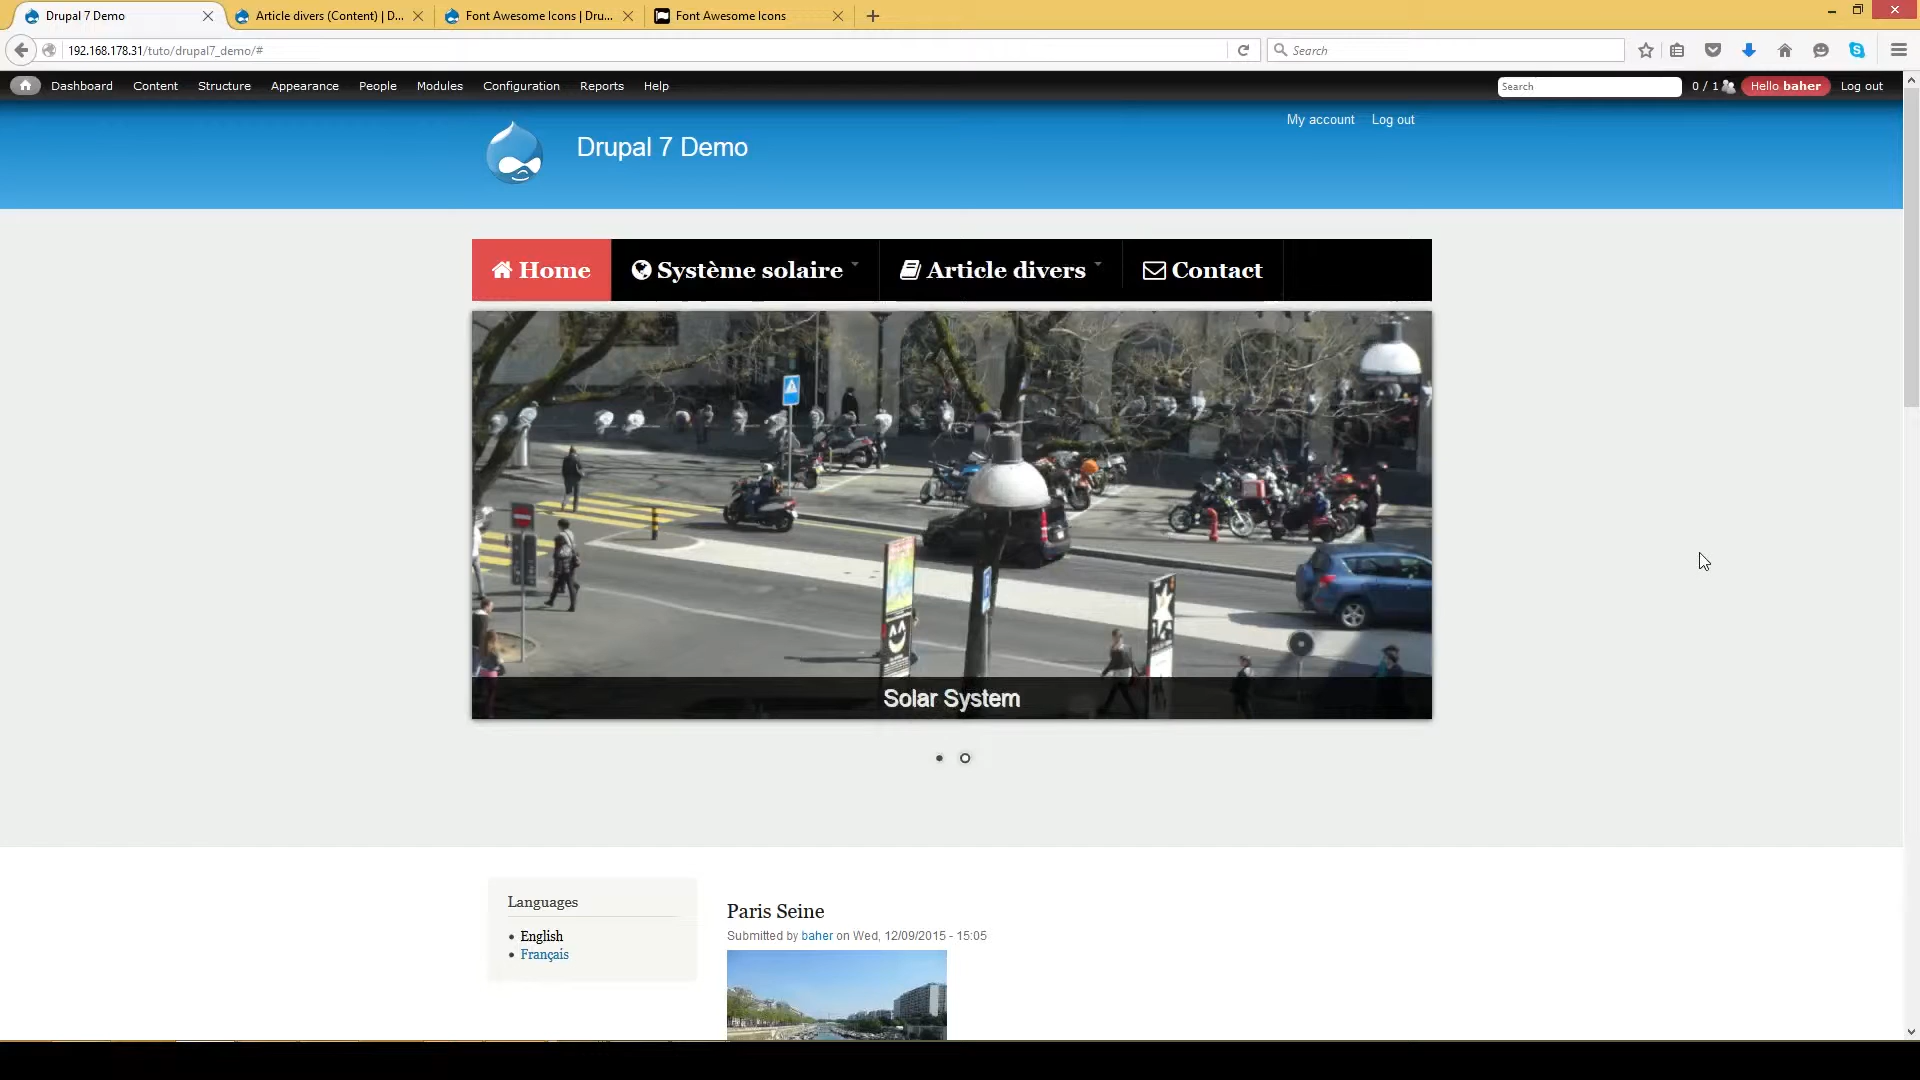 Drupal 7 Demo
Article divers (Content) | D...
Font Awesome Icons | Dru...
Font Awesome Icons
192.168.178.31/tuto/drupal7_demo/#
Search
Dashboard Content Structure Appearance People Modules Configuration Reports Help
Search
0 / 1
Hello baher
Log out
My account Log out
Drupal 7 Demo
Home Système solaire Article divers Contact
Solar System
Languages
English
Français
Paris Seine
Submitted by baher on Wed, 12/09/2015 - 15:05